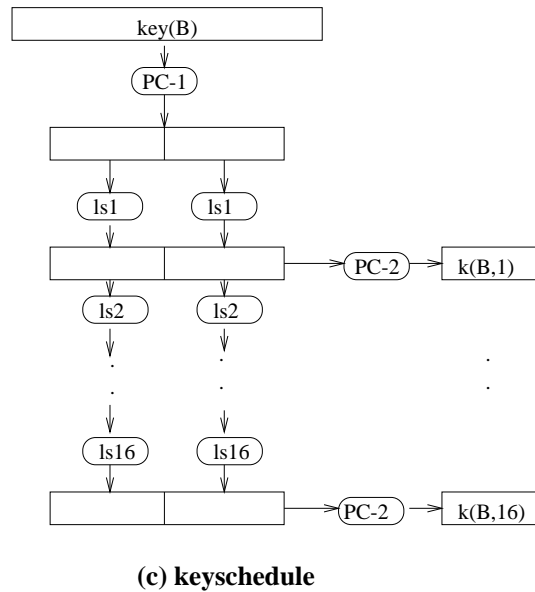 key(B)
PC-1
ls1 ls1
PC-2 k(B,1)
ls2 ls2
ls16 ls16
PC-2 k(B,16)
(c) keyschedule